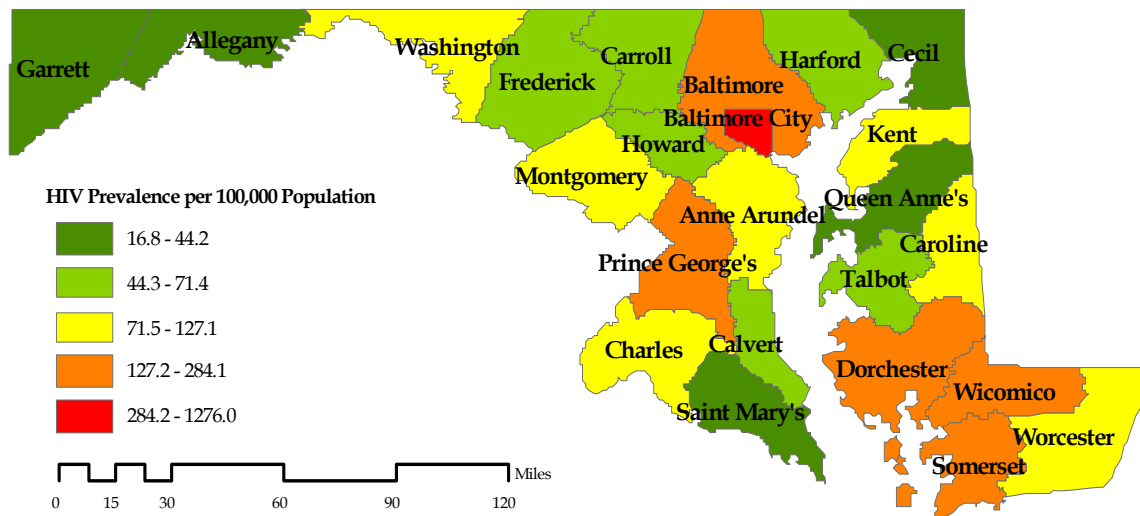 Garrett
Allegany
Washington
Frederick
Carroll
Baltimore
Harford
Cecil
Baltimore City
Howard
Kent
Montgomery
Anne Arundel
Queen Anne's
Caroline
Prince George's
Talbot
Charles
Calvert
Saint Mary's
Dorchester
Wicomico
Worcester
Somerset
HIV Prevalence per 100,000 Population
16.8 - 44.2
44.3 - 71.4
71.5 - 127.1
127.2 - 284.1
284.2 - 1276.0
Miles
0 15 30 60 90 120